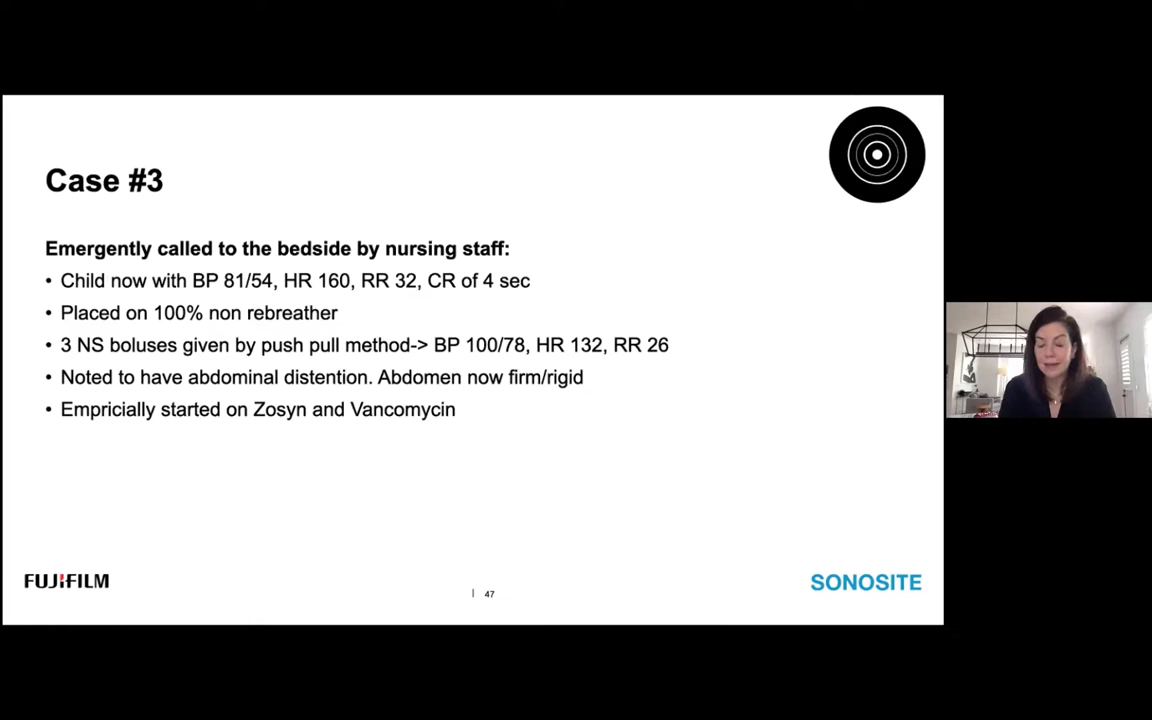 Case #3
Emergently called to the bedside by nursing staff:
• Child now with BP 81/54, HR 160, RR 32, CR of 4 sec
• Placed on 100% non rebreather
• 3 NS boluses given by push pull method-> BP 100/78, HR 132, RR 26
• Noted to have abdominal distention. Abdomen now firm/rigid
• Empricially started on Zosyn and Vancomycin
FUJIFILM
| 47
SONOSITE